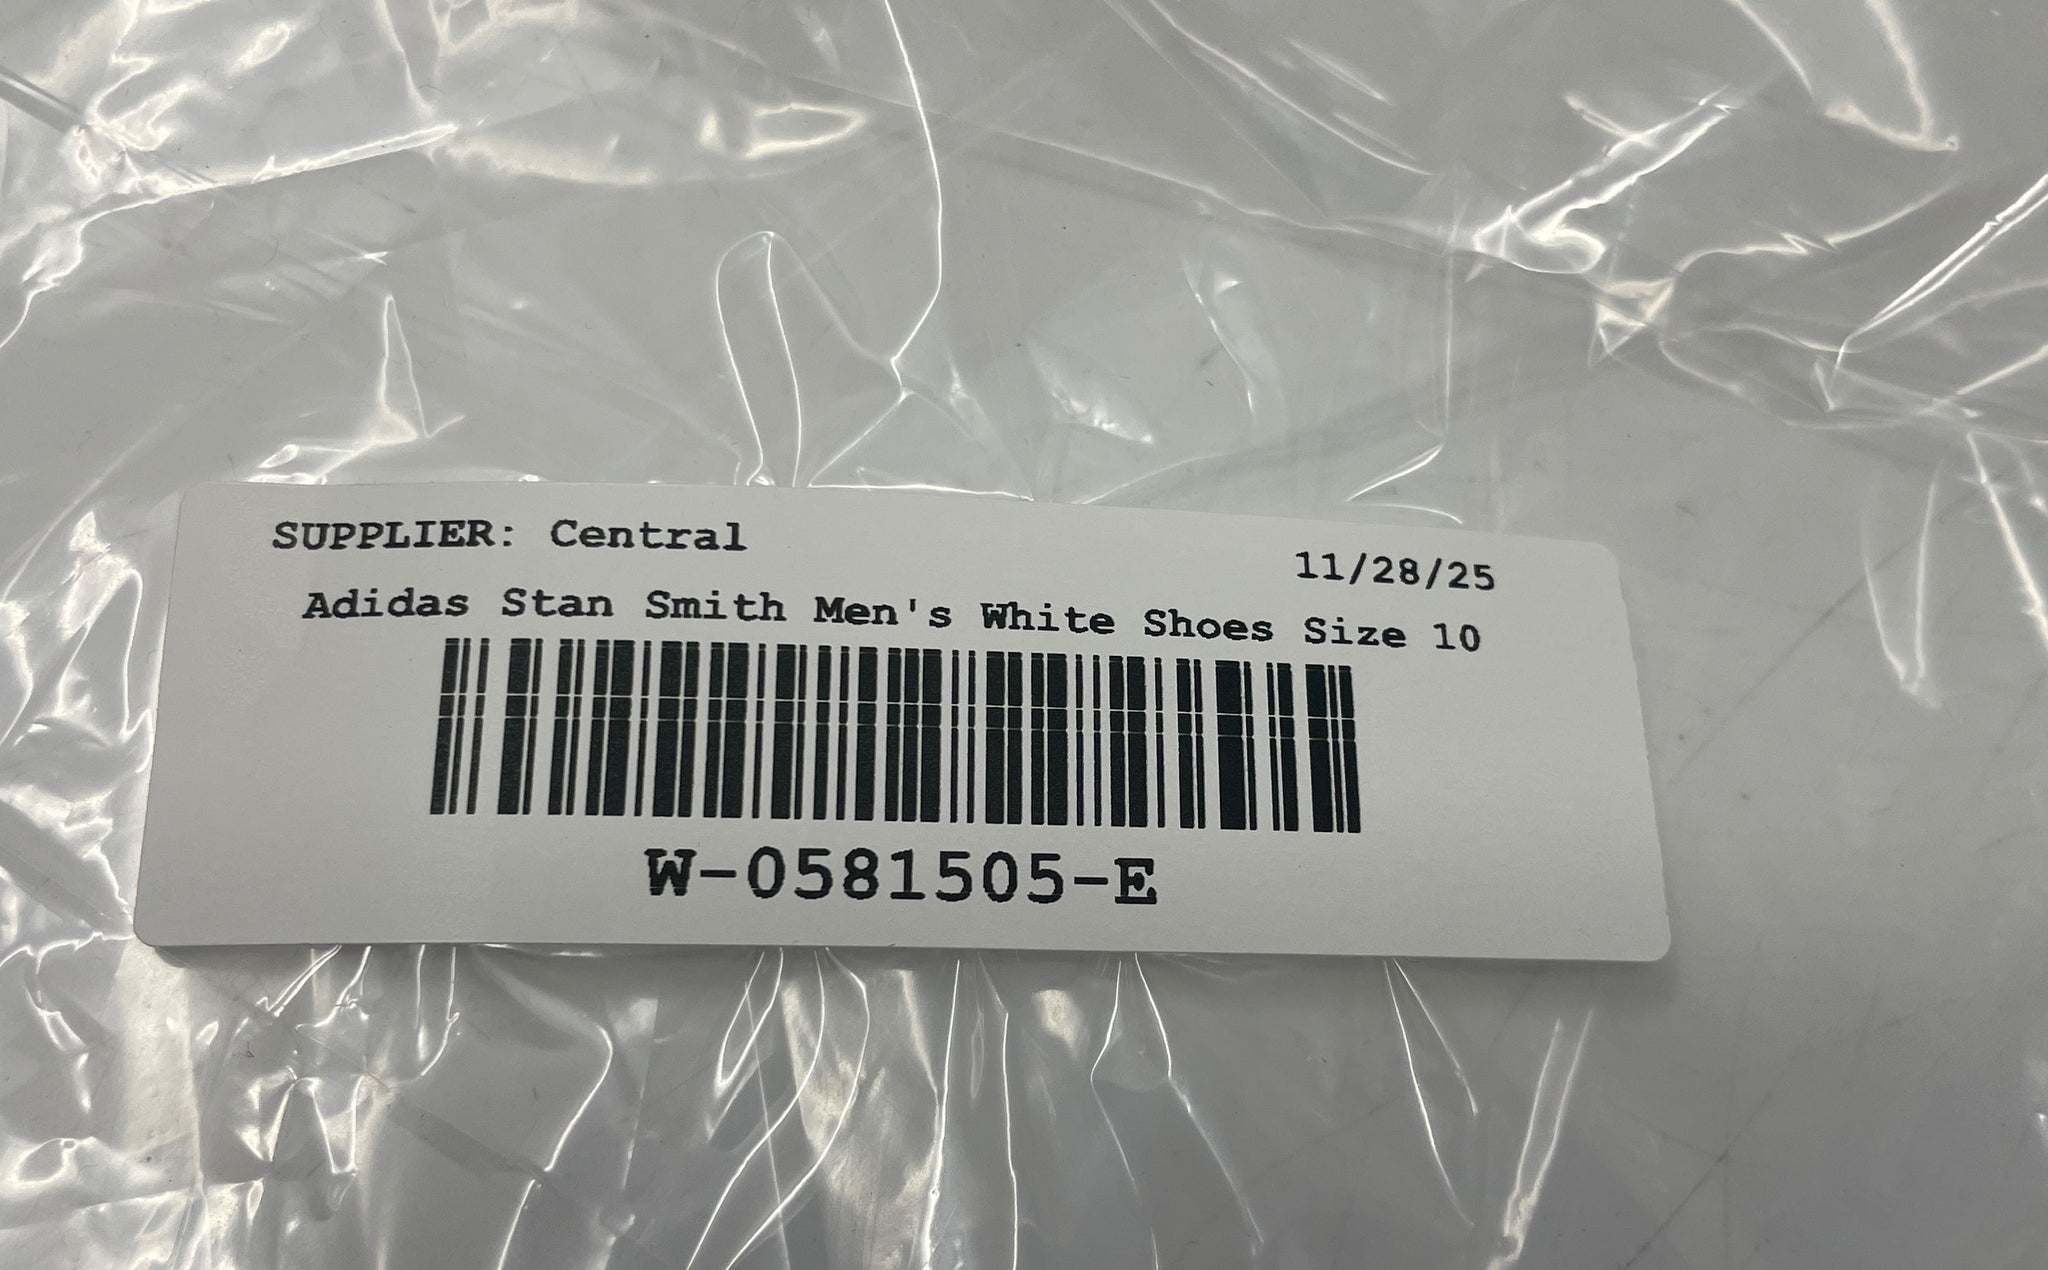 SUPPLIER: Central
11/28/25
Adidas Stan Smith Men's White Shoes Size 10
W-0581505-E